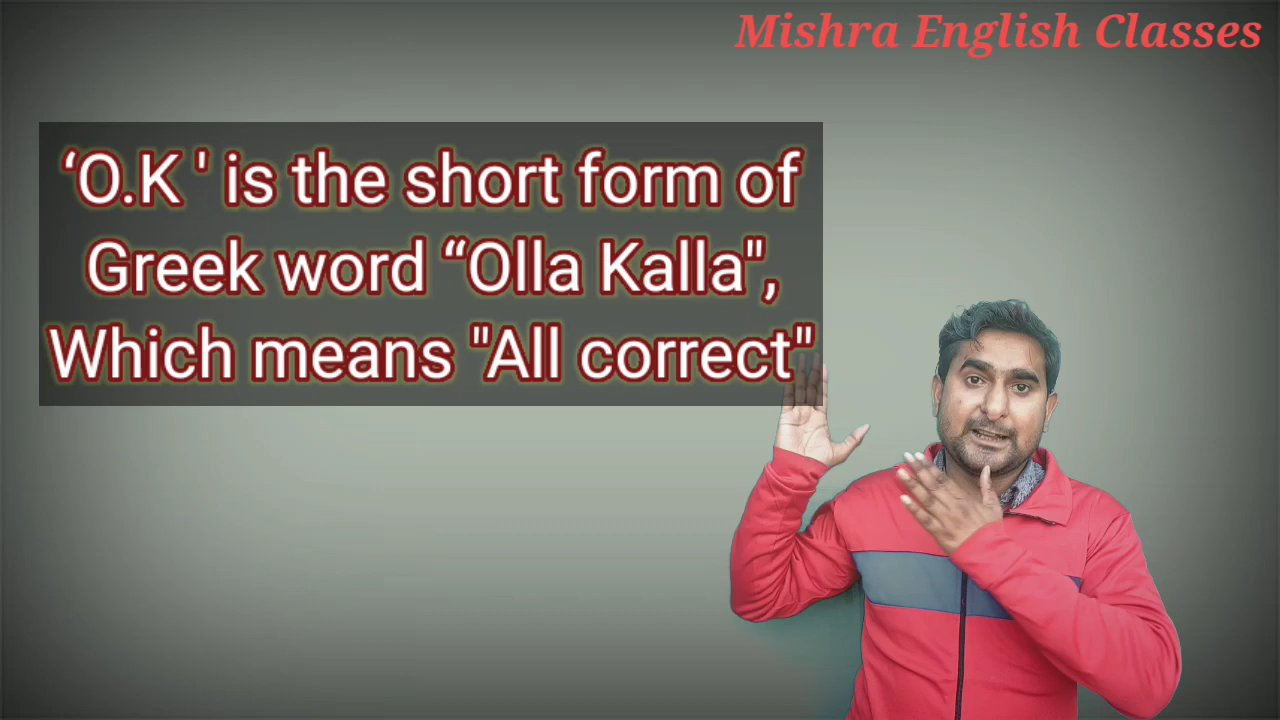 Mishra English Classes
‘O.K ' is the short form of
Greek word “Olla Kalla",
Which means "All correct"